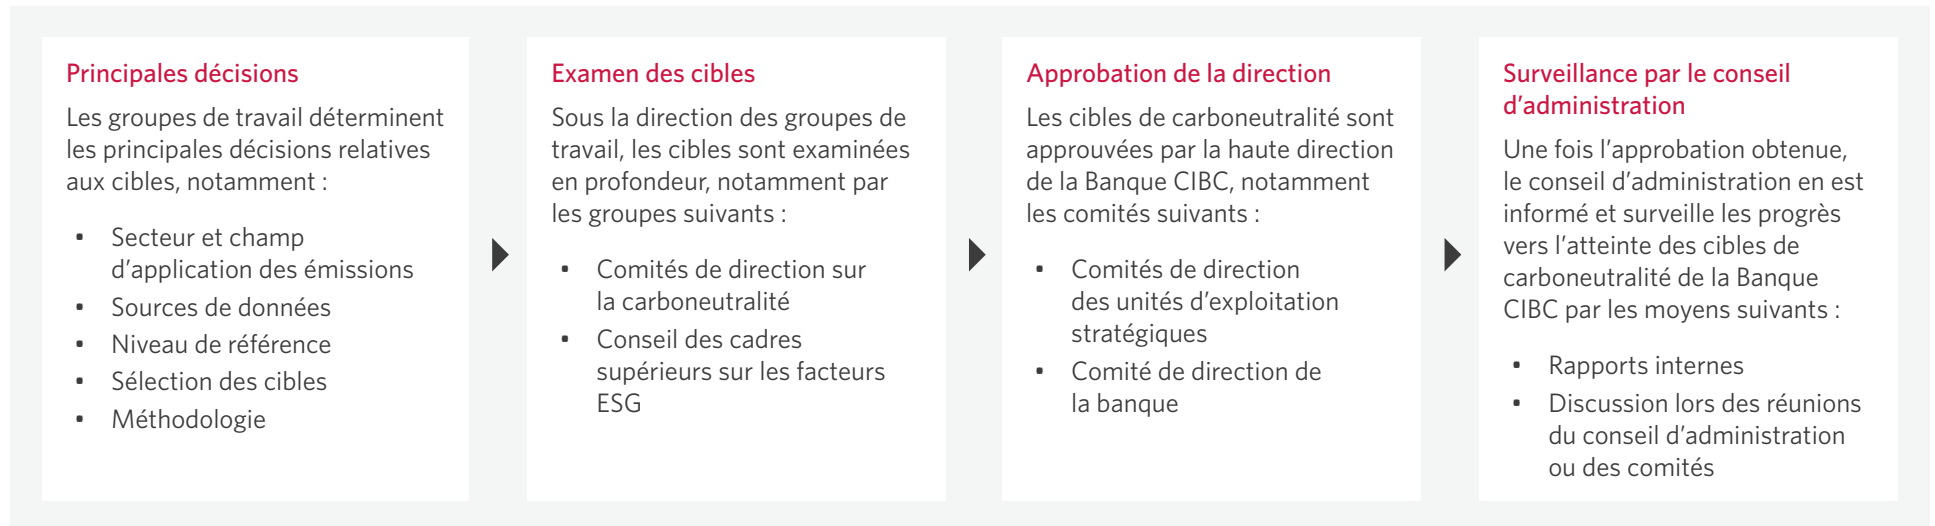 Principales décisions
Les groupes de travail déterminent
les principales décisions relatives
aux cibles, notamment :
• Secteur et champ
d’application des émissions
• Sources de données
• Niveau de référence
• Sélection des cibles
• Méthodologie
Examen des cibles
Sous la direction des groupes de
travail, les cibles sont examinées
en profondeur, notamment par
les groupes suivants :
• Comités de direction sur
la carboneutralité
• Conseil des cadres
supérieurs sur les facteurs
ESG
Approbation de la direction
Les cibles de carboneutralité sont
approuvées par la haute direction
de la Banque CIBC, notamment
les comités suivants :
• Comités de direction
des unités d’exploitation
stratégiques
• Comité de direction de
la banque
Surveillance par le conseil
d’administration
Une fois l’approbation obtenue,
le conseil d’administration en est
informé et surveille les progrès
vers l’atteinte des cibles de
carboneutralité de la Banque
CIBC par les moyens suivants :
• Rapports internes
• Discussion lors des réunions
du conseil d’administration
ou des comités